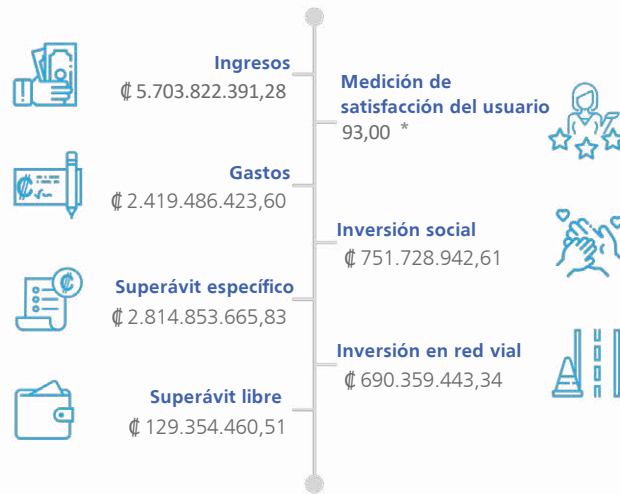 Ingresos
₡ 5.703.822.391,28
Gastos
₡ 2.419.486.423,60
Superávit específico
₡ 2.814.853.665,83
Superávit libre
₡ 129.354.460,51
Medición de
satisfacción del usuario
93,00 *
Inversión social
₡ 751.728.942,61
Inversión en red vial
₡ 690.359.443,34